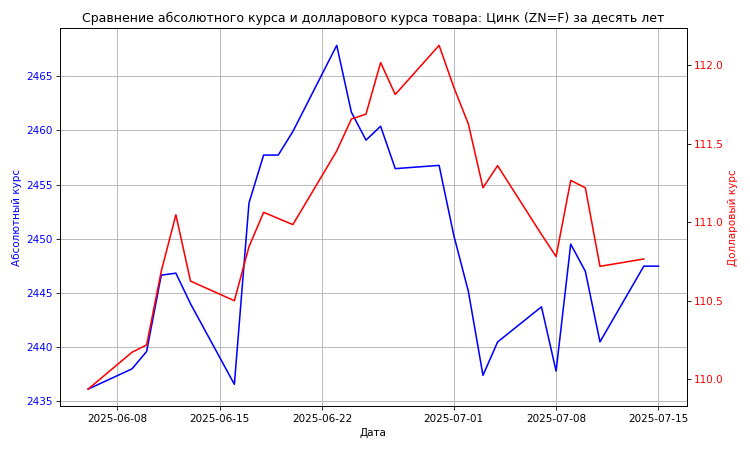 Сравнение абсолютного курса и долларового курса товара: Цинк (ZN=F) за десять лет
2465
2460
2455
2450
2445
2440
2435
Абсолютный курс
112.0
111.5
111.0
110.5
110.0
Долларовый курс
2025-06-08 2025-06-15 2025-06-22 2025-07-01 2025-07-08 2025-07-15
Дата